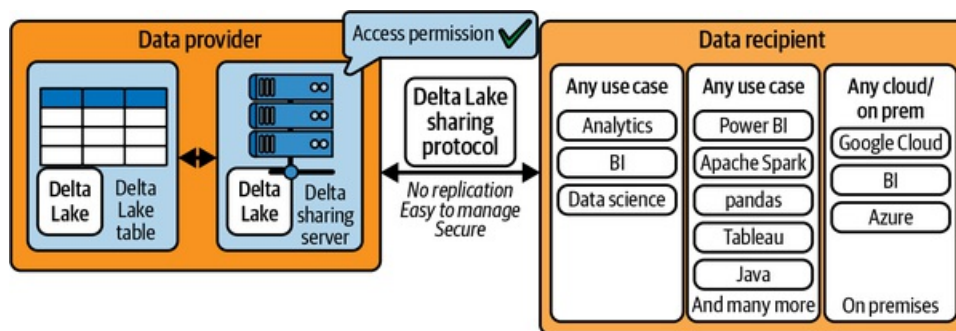 Data provider
Access permission
Delta
Lake
Delta
Lake
table
Delta
Lake
Delta
sharing
server
Delta Lake
sharing
protocol
No replication
Easy to manage
Secure
Data recipient
Any use case
Analytics
BI
Data science
Any use case
Power BI
Apache Spark
pandas
Tableau
Java
And many more
Any cloud/
on prem
Google Cloud
BI
Azure
On premises